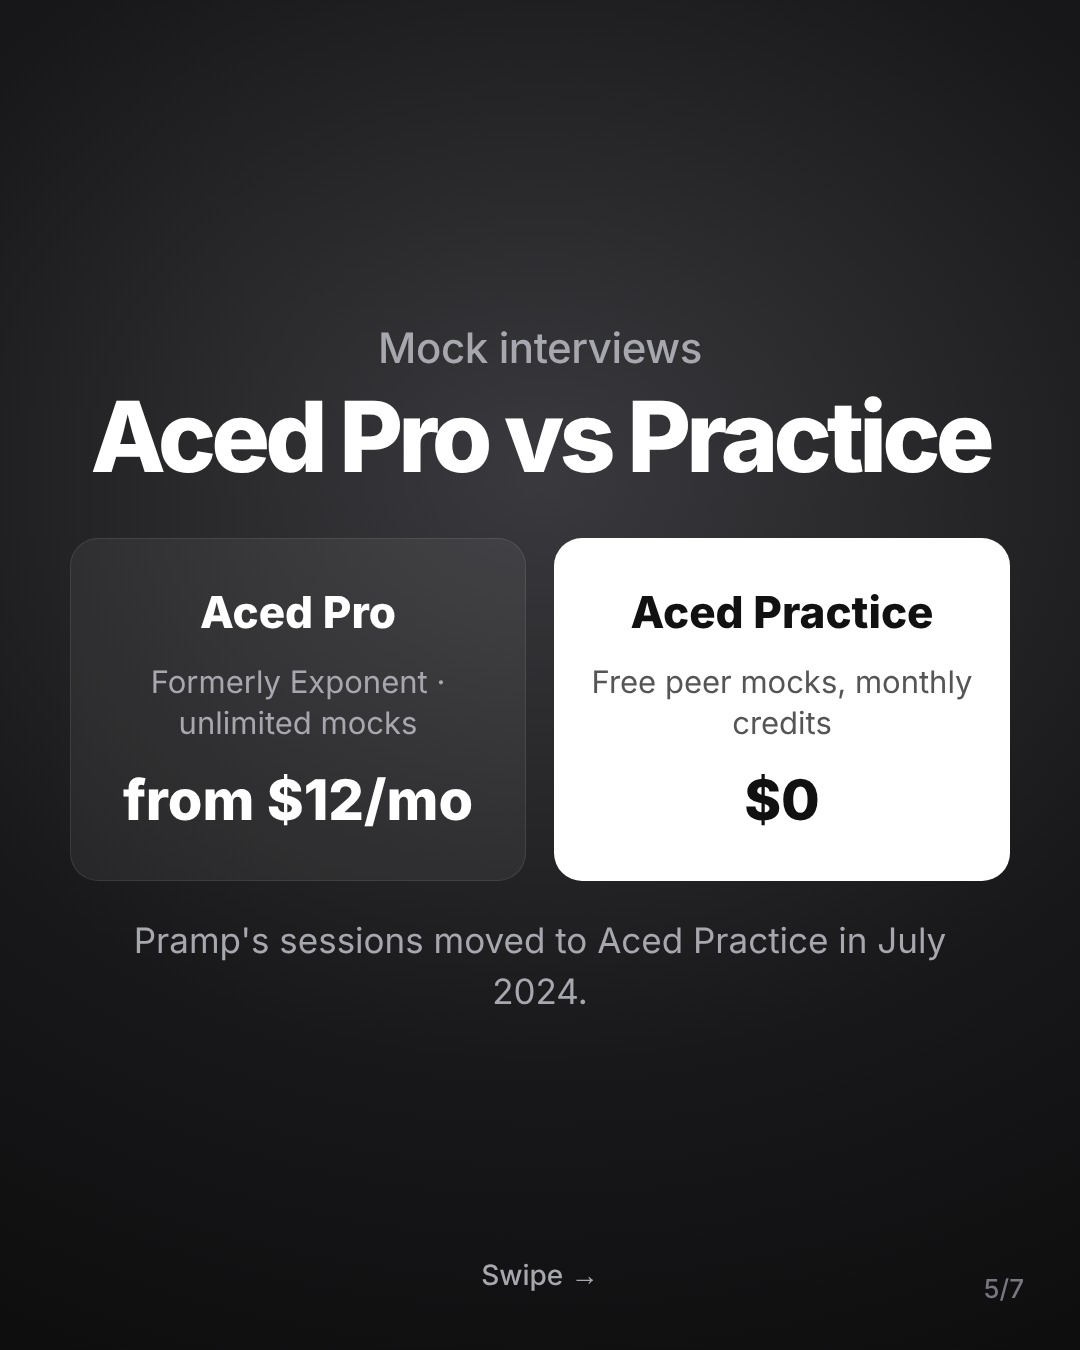 Mock interviews
Aced Pro vs Practice
Aced Pro
Formerly Exponent ·
unlimited mocks
from $12/mo
Aced Practice
Free peer mocks, monthly
credits
$0
Pramp's sessions moved to Aced Practice in July
2024.
Swipe →
5/7